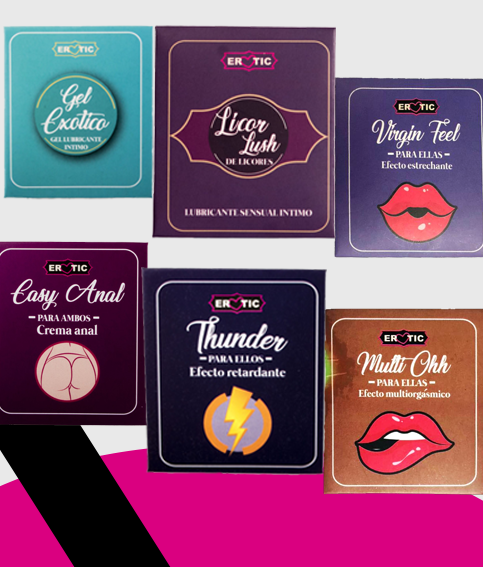 EROTIC
Gel
Exótico
GEL LUBRICANTE
INTIMO
EROTIC
Licor
Lush
DE LICORES
LUBRICANTE SENSUAL INTIMO
EROTIC
Virgin Feel
PARA ELLAS
Efecto estrechante
EROTIC
Easy Anal
PARA AMBOS
Crema anal
EROTIC
Thunder
PARA ELLOS
Efecto retardante
EROTIC
Multi Ohh
PARA ELLAS
Efecto multiorgásmico